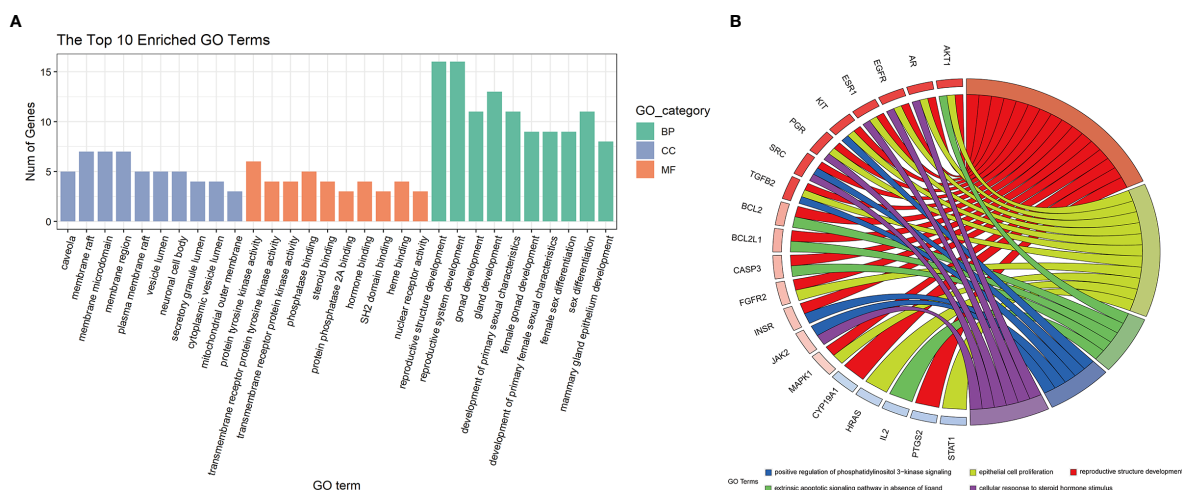 A
The Top 10 Enriched GO Terms
Num of Genes
15
10
5
0
caveola
membrane raft
membrane microdomain
membrane region
plasma membrane raft
vesicle lumen
neuronal cell body
secretory granule lumen
cytoplasmic vesicle lumen
mitochondrial outer membrane
protein tyrosine kinase activity
transmembrane receptor protein tyrosine kinase activity
transmembrane receptor protein kinase activity
phosphatase binding
steroid binding
protein phosphatase 2A binding
hormone binding
SH2 domain binding
heme binding
nuclear receptor activity
reproductive structure development
reproductive system development
gonad development
gland development
development of primary sexual characteristics
female gonad development
development of primary female sexual characteristics
female sex differentiation
sex differentiation
mammary gland epithelium development
GO term
GO_category
BP
CC
MF
B
AKT1
AR
EGFR
ESR1
KIT
PGR
SRC
TGFB2
BCL2
BCL2L1
CASP3
FGFR2
INSR
JAK2
MAPK1
CYP19A1
HRAS
IL2
PTGS2
STAT1
GO Terms
positive regulation of phosphatidylinositol 3−kinase signaling
epithelial cell proliferation
reproductive structure development
extrinsic apoptotic signaling pathway in absence of ligand
cellular response to steroid hormone stimulus